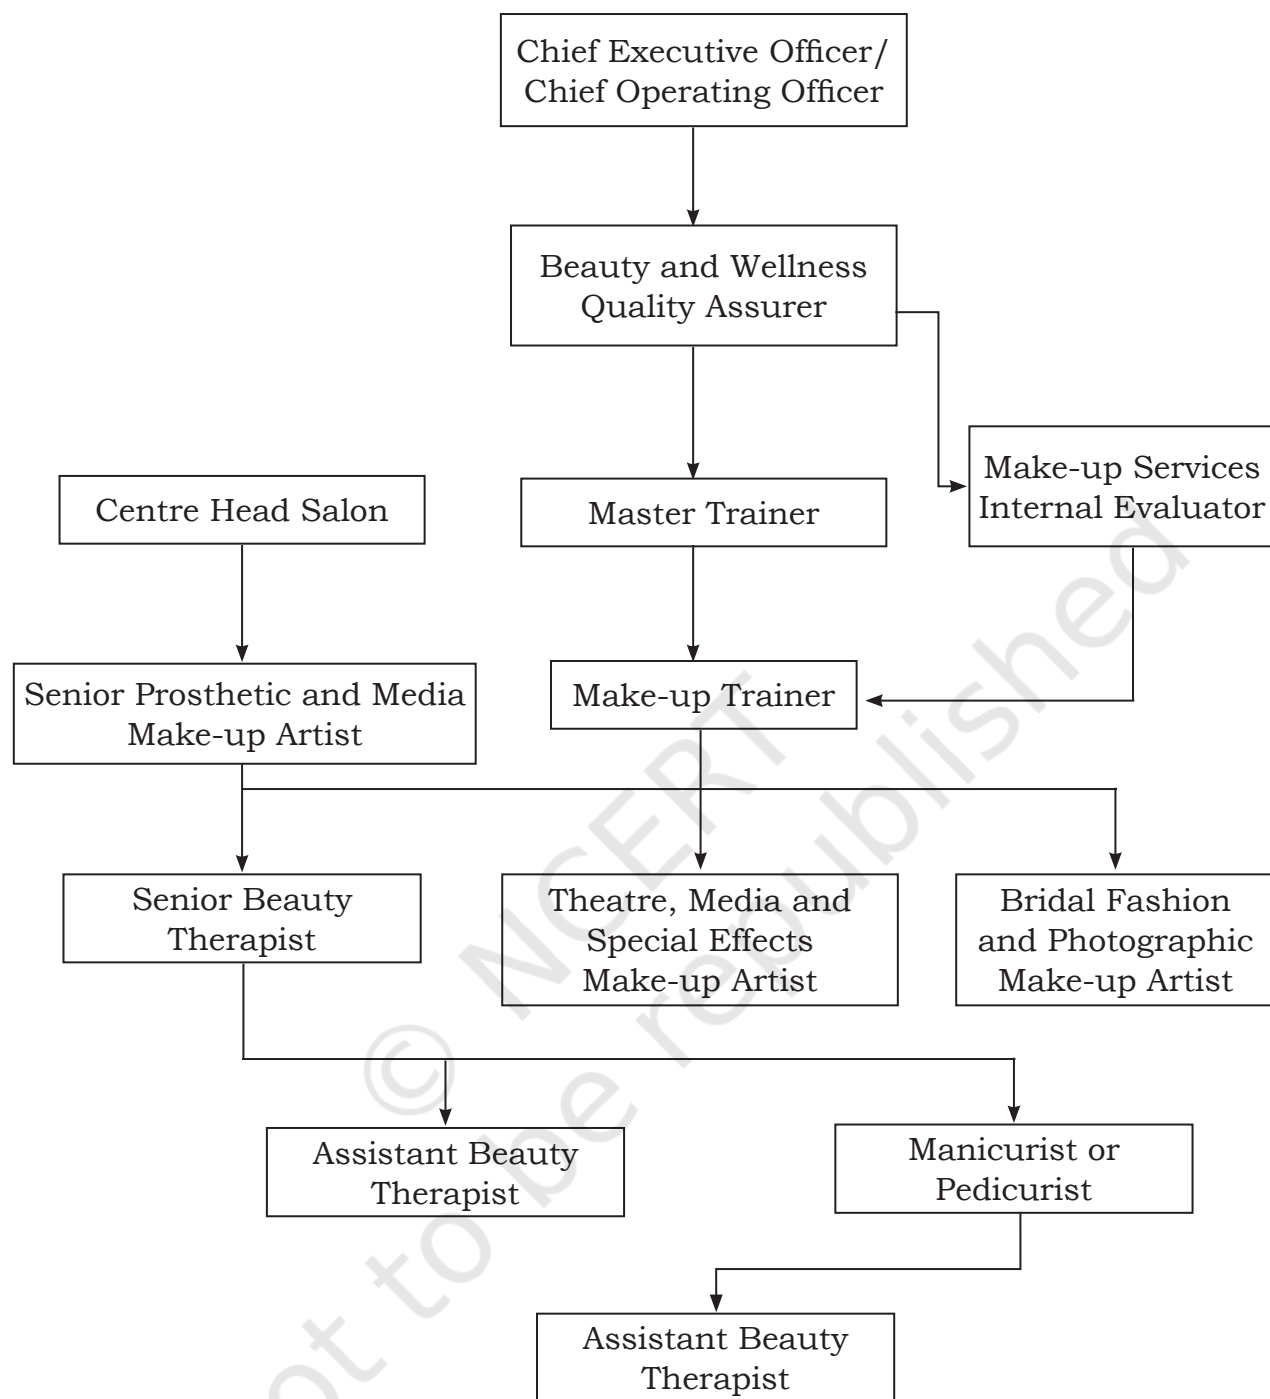 Chief Executive Officer/
Chief Operating Officer
Beauty and Wellness
Quality Assurer
Make-up Services
Internal Evaluator
Centre Head Salon
Master Trainer
Senior Prosthetic and Media
Make-up Artist
Make-up Trainer
Senior Beauty
Therapist
Theatre, Media and
Special Effects
Make-up Artist
Bridal Fashion
and Photographic
Make-up Artist
Assistant Beauty
Therapist
Manicurist or
Pedicurist
Assistant Beauty
Therapist
© NCERT
not to be republished